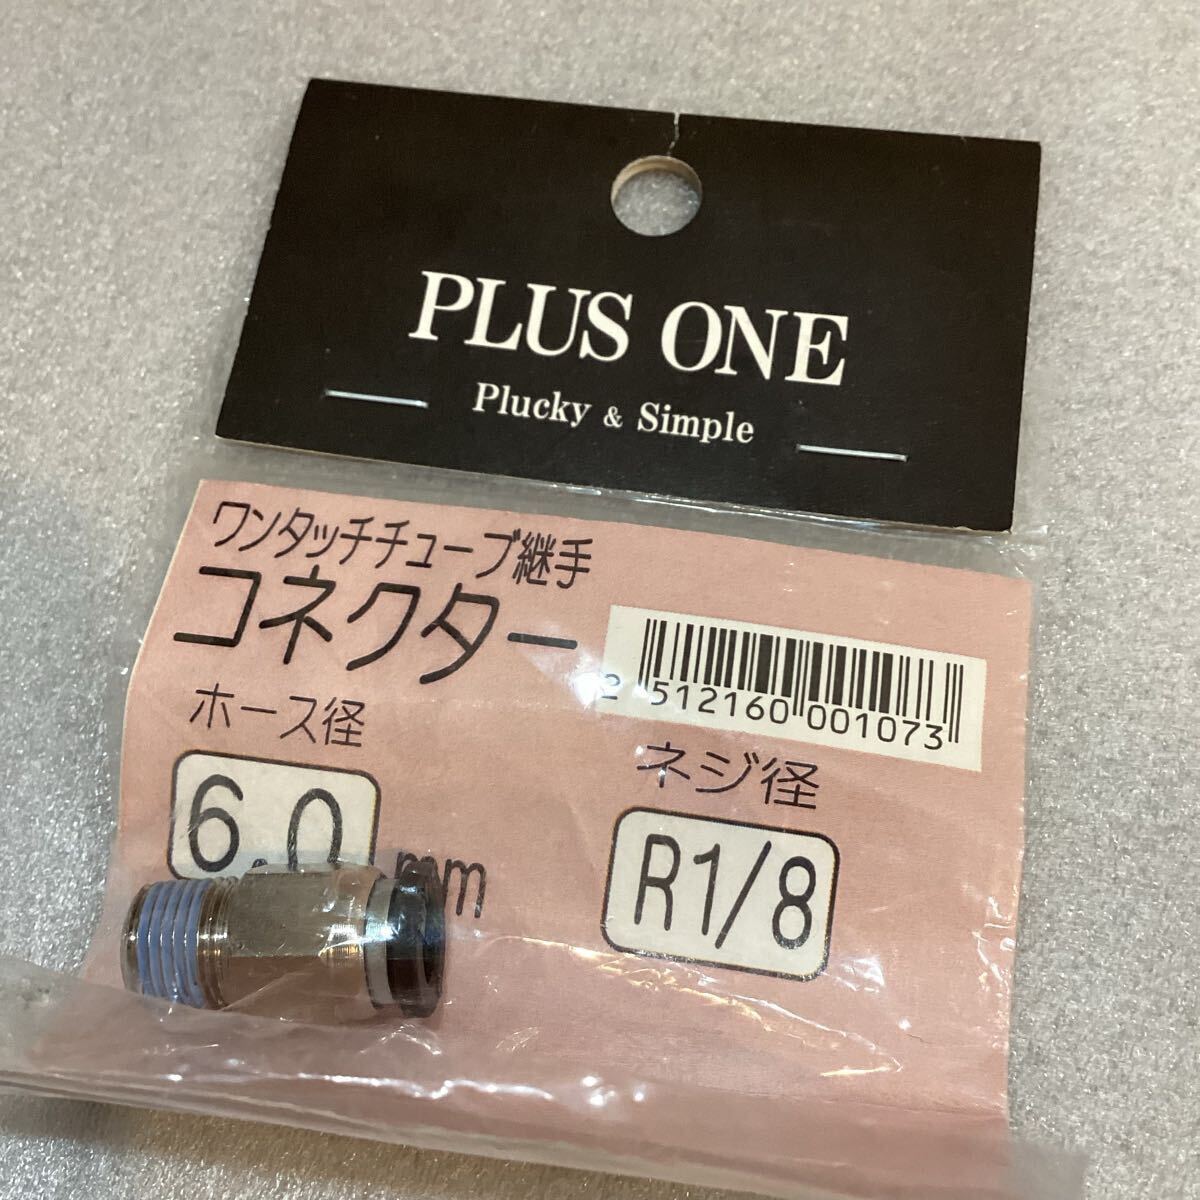 PLUS ONE
Plucky & Simple
ワンタッチチューブ継手
コネクター
2 512160 001073
ホース径
6.0 mm
ネジ径
R1/8